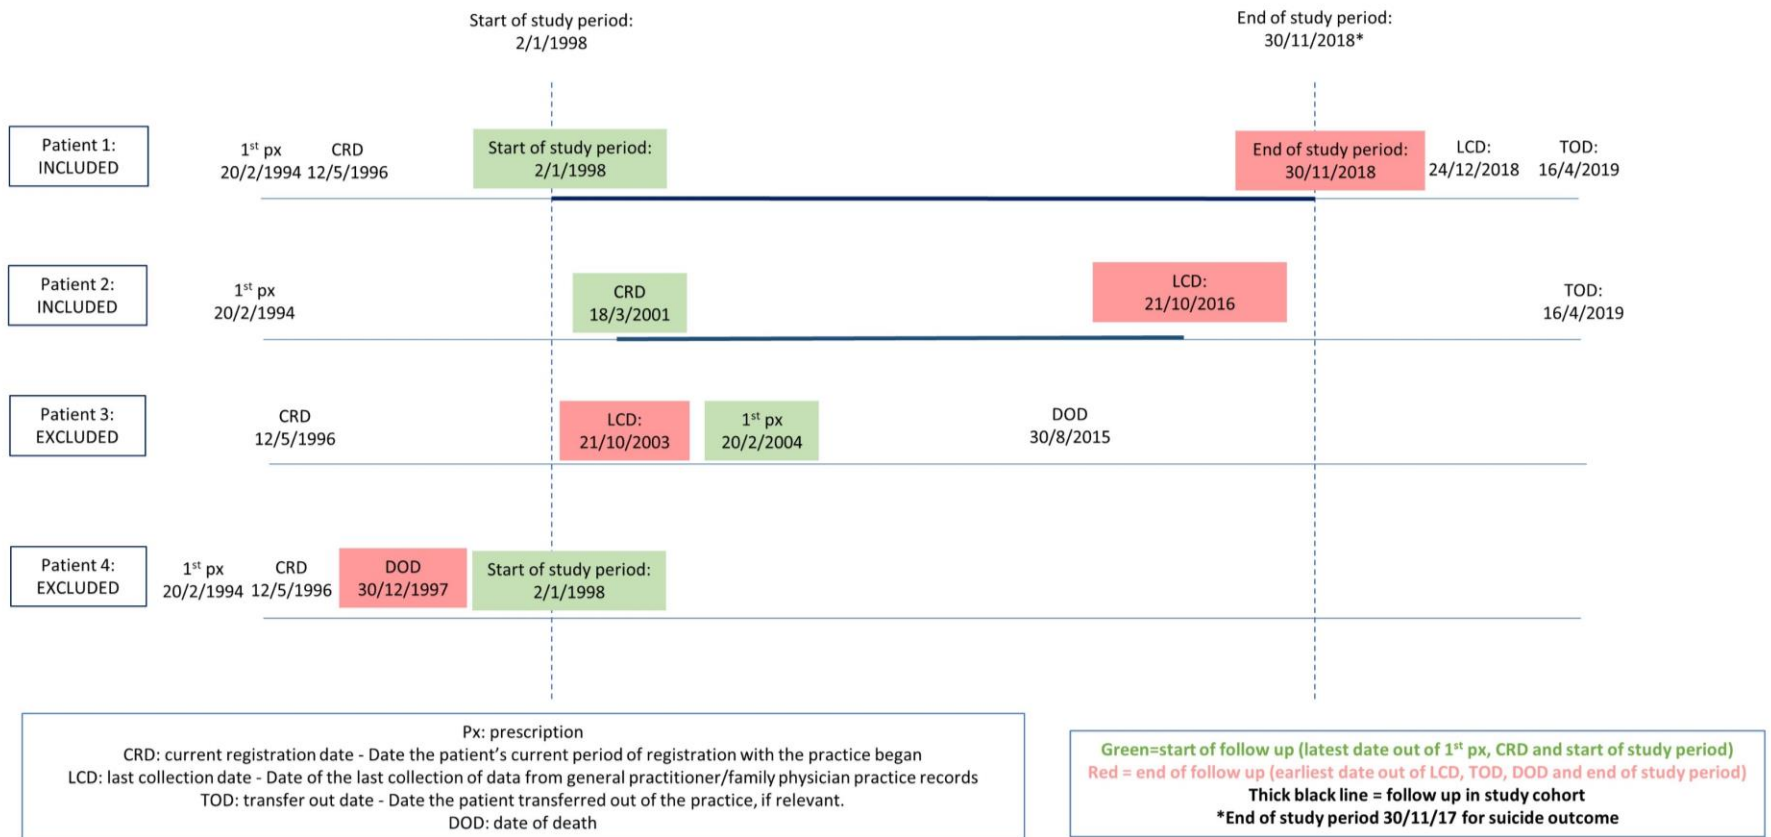 Start of study period:
2/1/1998
End of study period:
30/11/2018*
Patient 1:
INCLUDED
1st px
20/2/1994
CRD
12/5/1996
Start of study period:
2/1/1998
End of study period:
30/11/2018
LCD:
24/12/2018
TOD:
16/4/2019
Patient 2:
INCLUDED
1st px
20/2/1994
CRD
18/3/2001
LCD:
21/10/2016
TOD:
16/4/2019
Patient 3:
EXCLUDED
CRD
12/5/1996
LCD:
21/10/2003
1st px
20/2/2004
DOD
30/8/2015
Patient 4:
EXCLUDED
1st px
20/2/1994
CRD
12/5/1996
DOD
30/12/1997
Start of study period:
2/1/1998
Px: prescription
CRD: current registration date - Date the patient's current period of registration with the practice began
LCD: last collection date - Date of the last collection of data from general practitioner/family physician practice records
TOD: transfer out date - Date the patient transferred out of the practice, if relevant.
DOD: date of death
Green=start of follow up (latest date out of 1st px, CRD and start of study period)
Red = end of follow up (earliest date out of LCD, TOD, DOD and end of study period)
Thick black line = follow up in study cohort
*End of study period 30/11/17 for suicide outcome